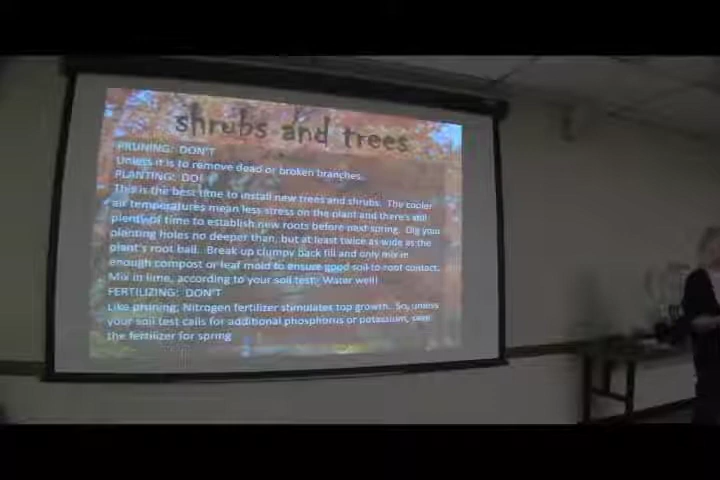 shrubs and trees
PRUNING: DON'T
Unless it is to remove dead or broken branches.
PLANTING: DO!
This is the best time to install new trees and shrubs. The cooler
air temperatures mean less stress on the plant and there's still
plenty of time to establish new roots before next spring. Dig your
planting holes no deeper than, but at least twice as wide as the
plant's root ball. Break up clumpy back fill and only mix in
enough compost or leaf mold to ensure good soil to root contact.
Mix in lime, according to your soil test. Water well!
FERTILIZING: DON'T
Like pruning, Nitrogen fertilizer stimulates top growth. So, unless
your soil test calls for additional phosphorus or potassium, save
the fertilizer for spring